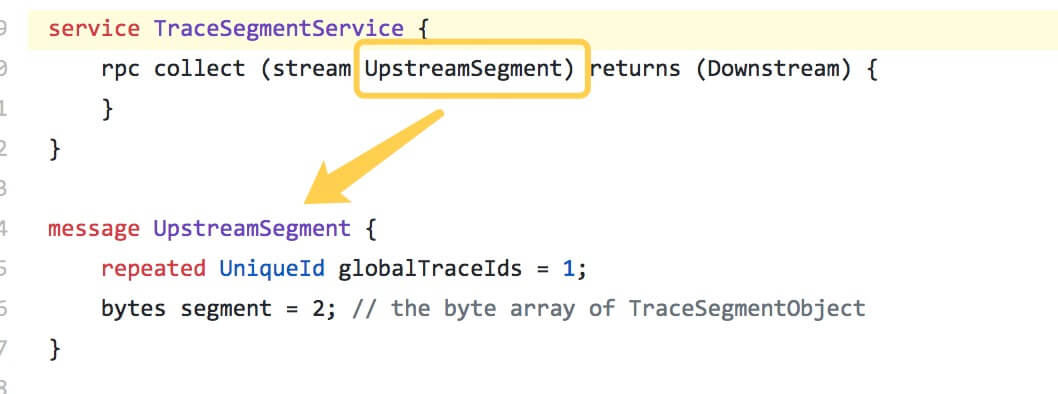 9 service TraceSegmentService {
0 rpc collect (stream UpstreamSegment) returns (Downstream) {
1 }
2 }
3
4 message UpstreamSegment {
5 repeated UniqueId globalTraceIds = 1;
6 bytes segment = 2; // the byte array of TraceSegmentObject
7 }
8